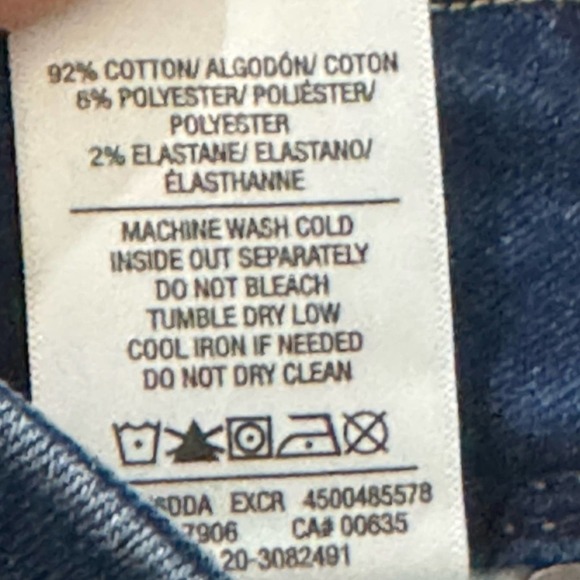 92% COTTON/ ALGODÓN/ COTON
6% POLYESTER/ POLIÉSTER/
POLYESTER
2% ELASTANE/ ELASTANO/
ÉLASTHANNE
MACHINE WASH COLD
INSIDE OUT SEPARATELY
DO NOT BLEACH
TUMBLE DRY LOW
COOL IRON IF NEEDED
DO NOT DRY CLEAN
EXCR 4500485578
7906 CA# 00635
20-3082491